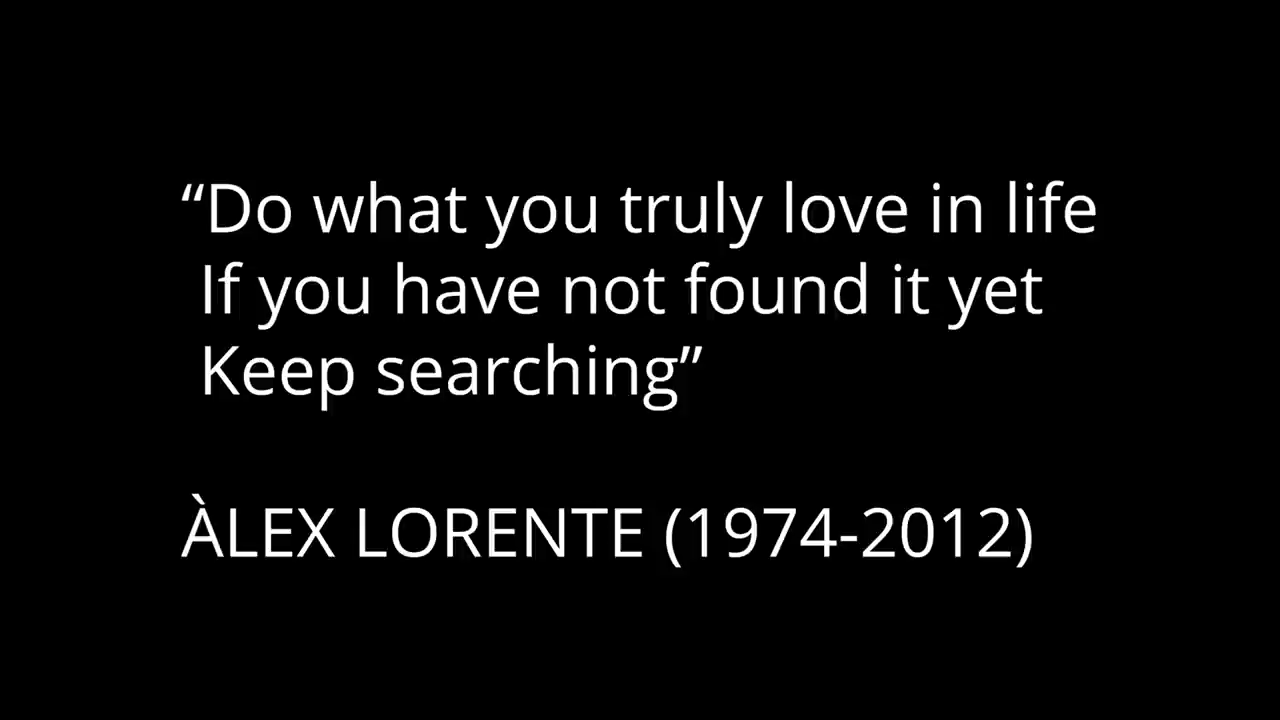 “Do what you truly love in life
If you have not found it yet
Keep searching”
ÀLEX LORENTE (1974-2012)